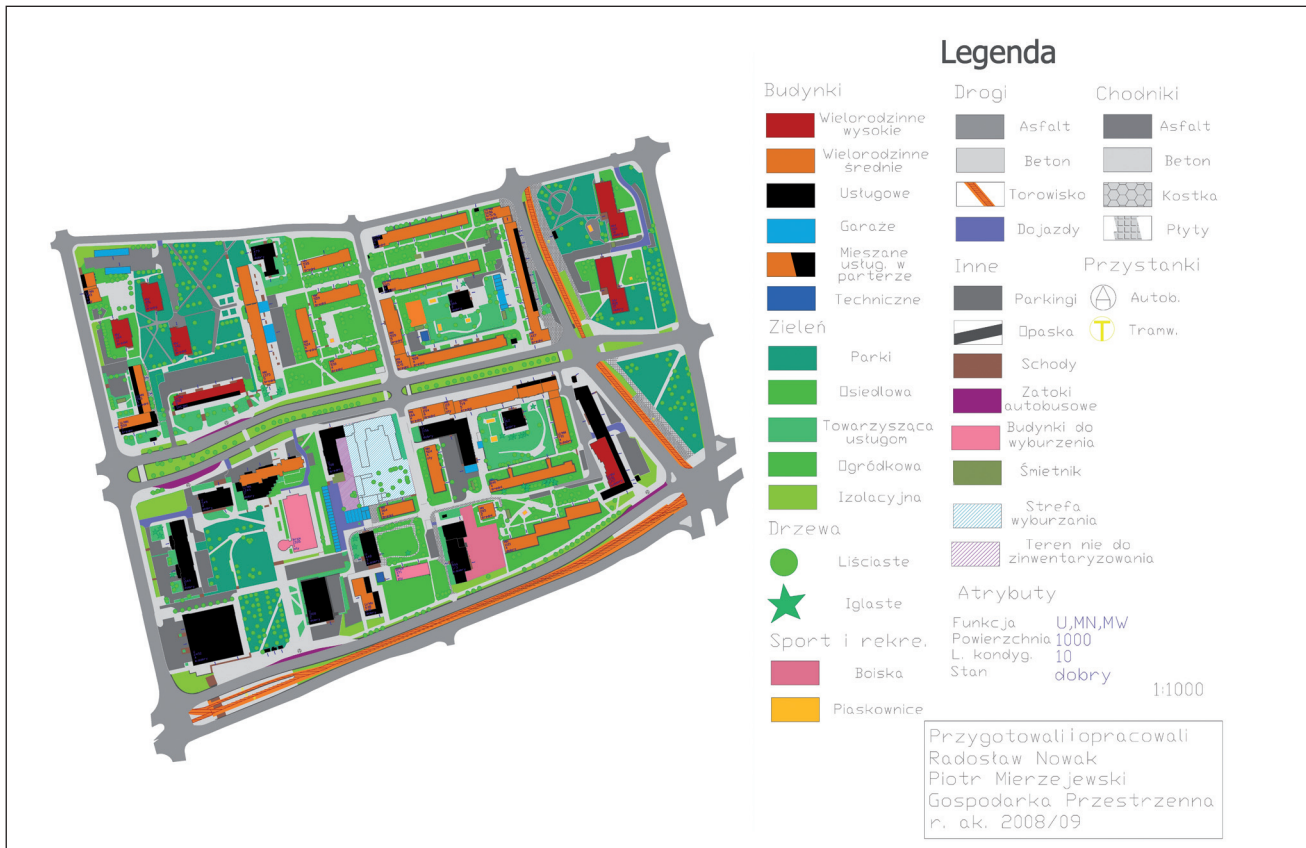 Legenda
Budynki
Wielorodzinne
wysokie
Wielorodzinne
średnie
Usługowe
Garaże
Mieszane
usług. w
parterze
Techniczne
Zieleń
Parki
Osiedlowa
Towarzysząca
usługom
Ogródkowa
Izolacyjna
Drzewa
Liściaste
Iglaste
Sport i rekre.
Boiska
Piaskownice
Drogi
Asfalt
Beton
Torowisko
Dojazdy
Inne
Parkingi
Opaska
Schody
Zatoki
autobusowe
Budynki do
wyburzenia
Śmietnik
Strefa
wyburzania
Teren nie do
zinwentaryzowania
Chodniki
Asfalt
Beton
Kostka
Płyty
Przystanki
A Autob.
T Tramw.
Atrybuty
Funkcja U,MN,MW
Powierzchnia 1000
L. kondyg. 10
Stan dobry
1:1000
Przygotowali i opracowali
Radosław Nowak
Piotr Mierzejewski
Gospodarka Przestrzenna
r. ak. 2008/09